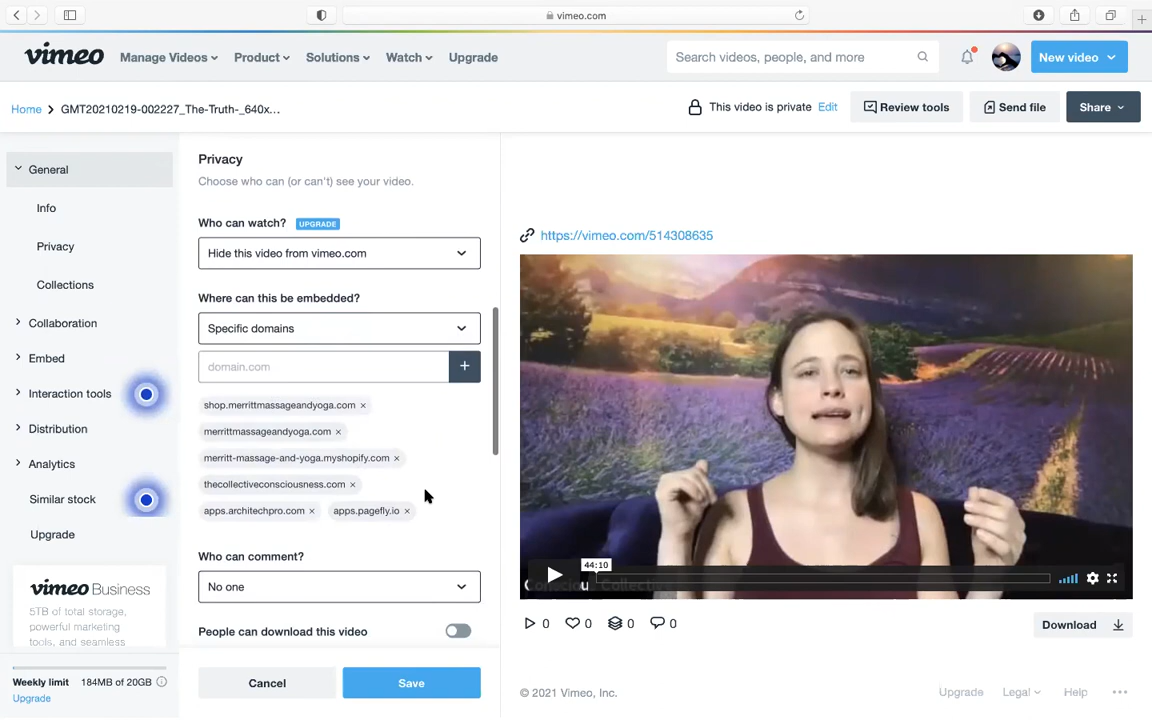 vimeo.com
vimeo Manage Videos Product Solutions Watch Upgrade Search videos, people, and more New video
Home GMT20210219-002227_The-Truth-_640x... This video is private Edit Review tools Send file Share
General
Info
Privacy
Collections
Collaboration
Embed
Interaction tools
Distribution
Analytics
Similar stock
Upgrade
vimeo Business
5TB of total storage,
powerful marketing
tools, and seamless
Weekly limit 184MB of 20GB
Upgrade
Privacy
Choose who can (or can't) see your video.
Who can watch? UPGRADE
Hide this video from vimeo.com
Where can this be embedded?
Specific domains
domain.com +
shop.merrittmassageandyoga.com ×
merrittmassageandyoga.com ×
merritt-massage-and-yoga.myshopify.com ×
thecollectiveconsciousness.com ×
apps.architechpro.com × apps.pagefly.io ×
Who can comment?
No one
People can download this video
Cancel Save
https://vimeo.com/514308635
44:10
0 0 0 0
Download
© 2021 Vimeo, Inc. Upgrade Legal Help